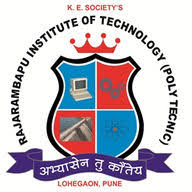 K. E. SOCIETY'S
RAJARAMBAPU INSTITUTE OF TECHNOLOGY (POLY TECNIC)
अभ्यासेन तु कौंतेय
LOHEGAON, PUNE